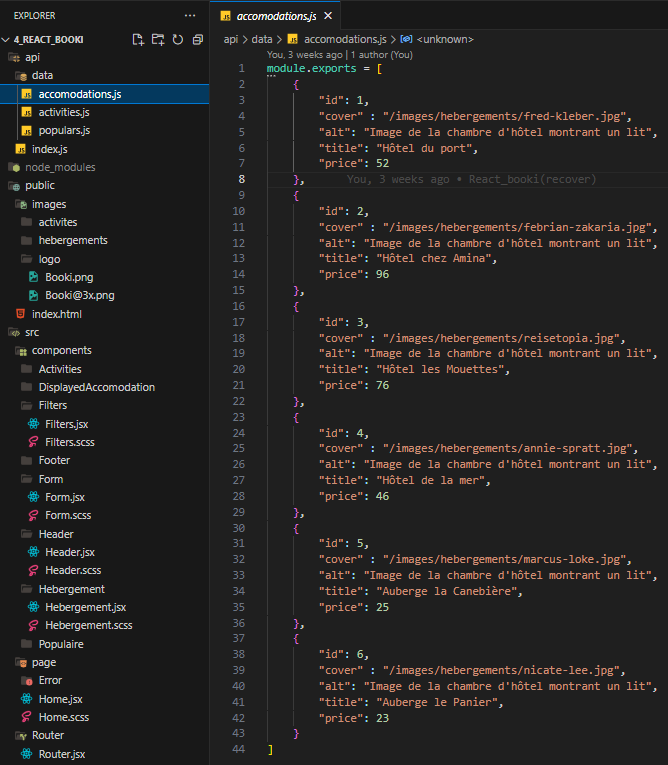 EXPLORER
4_REACT_BOOKI
api
data
accomodations.js
activities.js
populars.js
index.js
node_modules
public
images
activites
hebergements
logo
Booki.png
Booki@3x.png
index.html
src
components
Activities
DisplayedAccomodation
Filters
Filters.jsx
Filters.scss
Footer
Form
Form.jsx
Form.scss
Header
Header.jsx
Header.scss
Hebergement
Hebergement.jsx
Hebergement.scss
Populaire
page
Error
Home.jsx
Home.scss
Router
Router.jsx
accomodations.js
api > data > accomodations.js > <unknown>
You, 3 weeks ago | 1 author (You)
1 module.exports = [
2 {
3 "id": 1,
4 "cover" : "/images/hebergements/fred-kleber.jpg",
5 "alt": "Image de la chambre d'hôtel montrant un lit",
6 "title": "Hôtel du port",
7 "price": 52
8 }, You, 3 weeks ago • React_booki(recover)
9 {
10 "id": 2,
11 "cover" : "/images/hebergements/febrian-zakaria.jpg",
12 "alt": "Image de la chambre d'hôtel montrant un lit",
13 "title": "Hôtel chez Amina",
14 "price": 96
15 },
16 {
17 "id": 3,
18 "cover" : "/images/hebergements/reisetopia.jpg",
19 "alt": "Image de la chambre d'hôtel montrant un lit",
20 "title": "Hôtel les Mouettes",
21 "price": 76
22 },
23 {
24 "id": 4,
25 "cover" : "/images/hebergements/annie-spratt.jpg",
26 "alt": "Image de la chambre d'hôtel montrant un lit",
27 "title": "Hôtel de la mer",
28 "price": 46
29 },
30 {
31 "id": 5,
32 "cover" : "/images/hebergements/marcus-loke.jpg",
33 "alt": "Image de la chambre d'hôtel montrant un lit",
34 "title": "Auberge la Canebière",
35 "price": 25
36 },
37 {
38 "id": 6,
39 "cover" : "/images/hebergements/nicate-lee.jpg",
40 "alt": "Image de la chambre d'hôtel montrant un lit",
41 "title": "Auberge le Panier",
42 "price": 23
43 }
44 ]